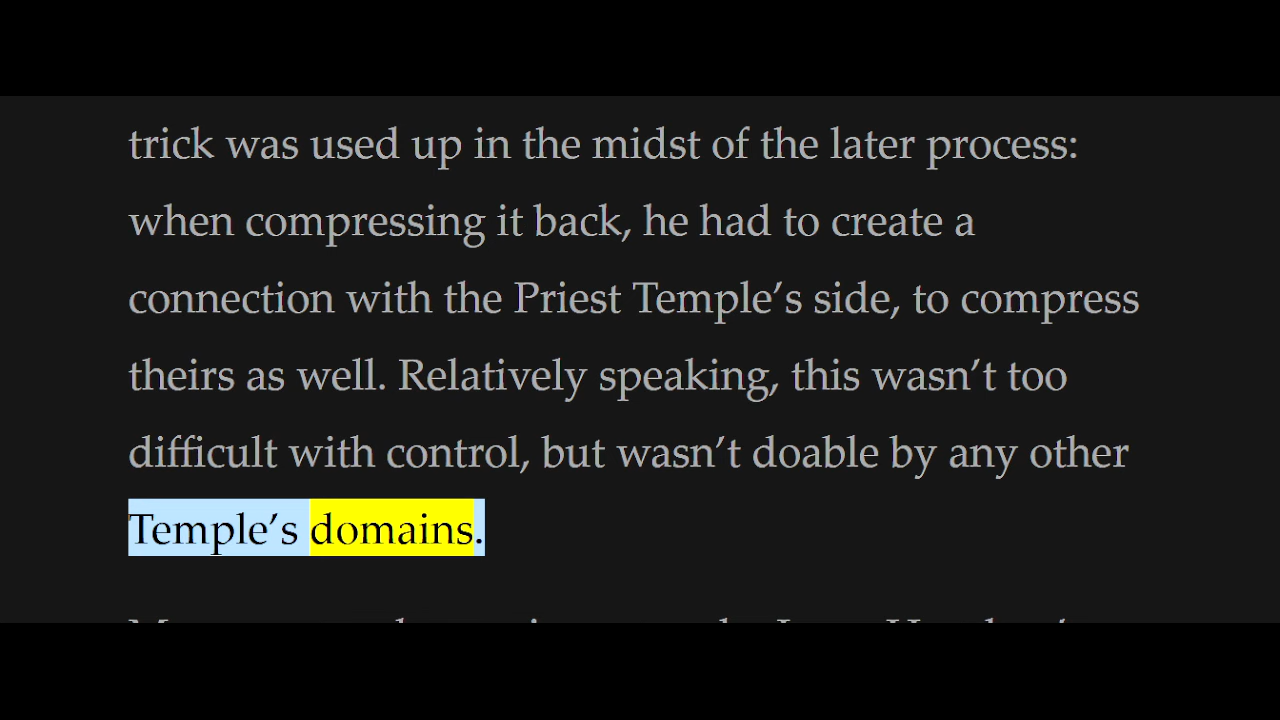 trick was used up in the midst of the later process:
when compressing it back, he had to create a
connection with the Priest Temple’s side, to compress
theirs as well. Relatively speaking, this wasn’t too
difficult with control, but wasn’t doable by any other
Temple’s domains.